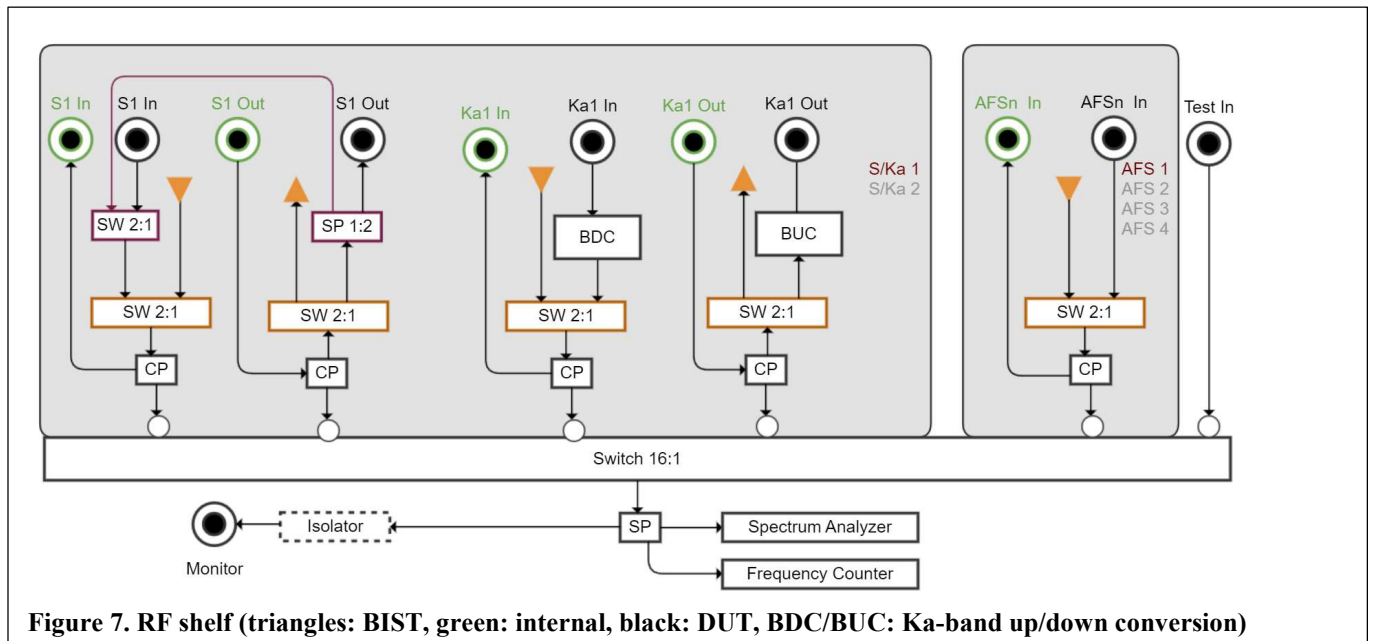 S1 In
S1 In
S1 Out
S1 Out
Ka1 In
Ka1 In
Ka1 Out
Ka1 Out
AFSn In
AFSn In
Test In
S/Ka 1
S/Ka 2
AFS 1
AFS 2
AFS 3
AFS 4
SW 2:1
SP 1:2
BDC
BUC
SW 2:1
SW 2:1
SW 2:1
SW 2:1
SW 2:1
CP
CP
CP
CP
CP
Switch 16:1
Isolator
SP
Spectrum Analyzer
Monitor
Frequency Counter
Figure 7. RF shelf (triangles: BIST, green: internal, black: DUT, BDC/BUC: Ka-band up/down conversion)